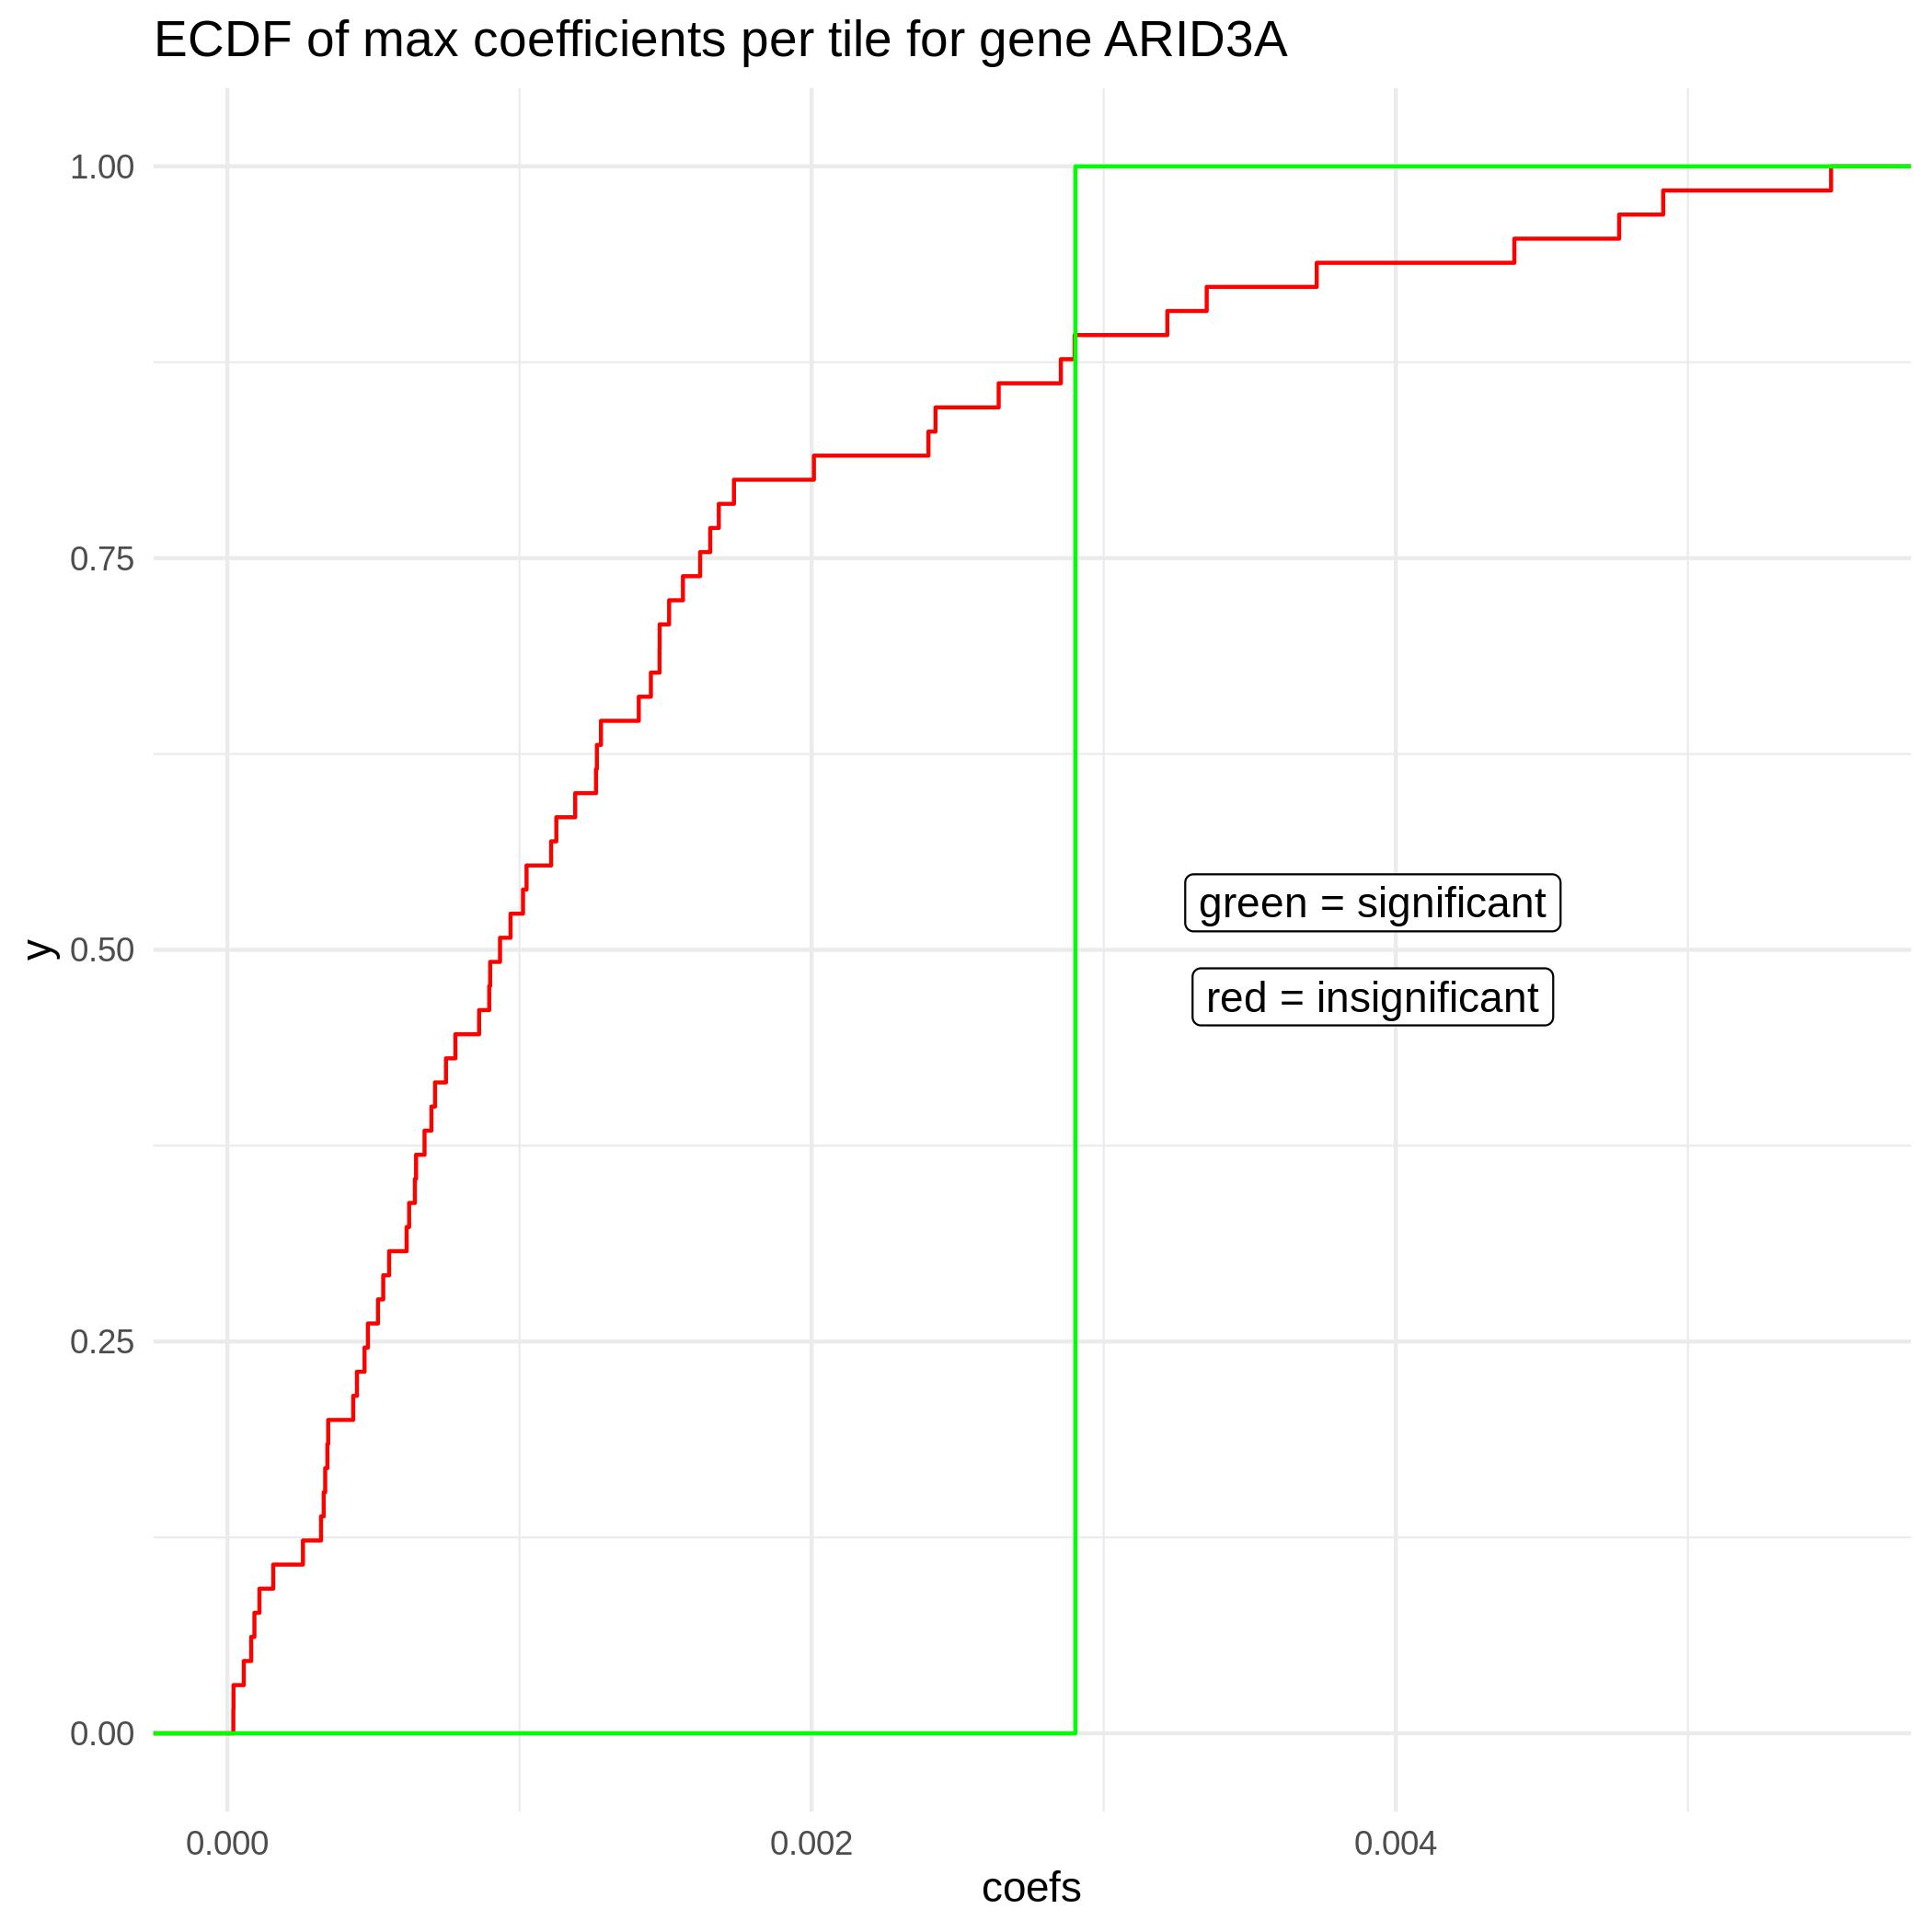 ECDF of max coefficients per tile for gene ARID3A
1.00
0.75
0.50
0.25
0.00
y
green = significant
red = insignificant
0.000 0.002 0.004
coefs